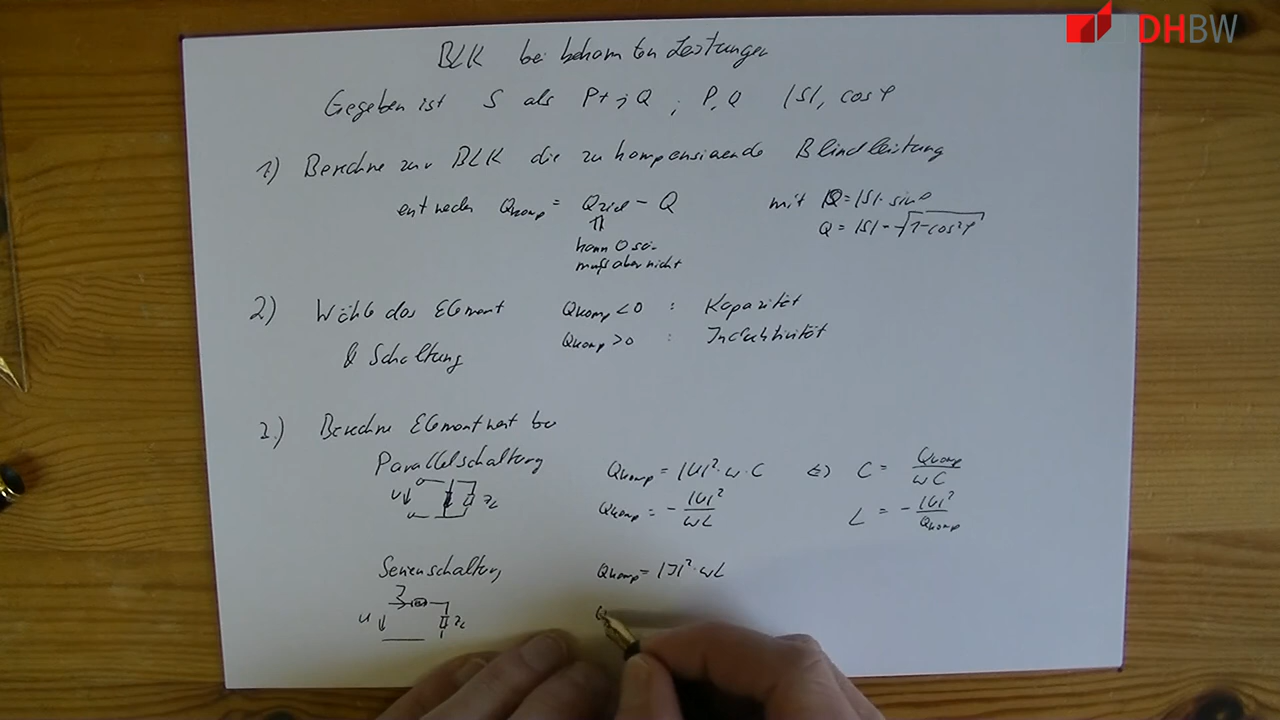 DHBW
BLK bei bekannten Leistungen
Gegeben ist S als P+jQ ; P, Q |S|, cos φ
1.) Berechne zur BLK die zu kompensierende Blindleistung
entweder Qkomp = Qziel - Q mit Q = |S|· sin φ
⇑ Q = |S| · √1-cos²φ
kann 0 sein
muß aber nicht
2.) Wähle das Element Qkomp < 0 : Kapazität
& Schaltung Qkomp > 0 : Induktivität
2.) Berechne Elementwert bei
Parallelschaltung Qkomp = |U|² · ω · C ⇔ C = Qkomp / ωC
U ZL Qkomp = - |U|² / ωL L = - |U|² / Qkomp
Serienschaltung Qkomp = |I|² · ωL
U ZL